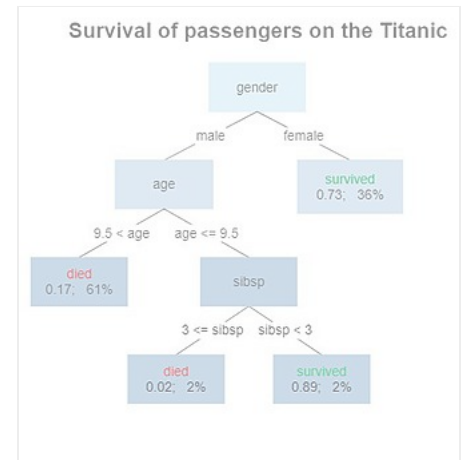 Survival of passengers on the Titanic
gender
male female
age
survived
0.73; 36%
9.5 < age age <= 9.5
died
0.17; 61%
sibsp
3 <= sibsp sibsp < 3
died
0.02; 2%
survived
0.89; 2%